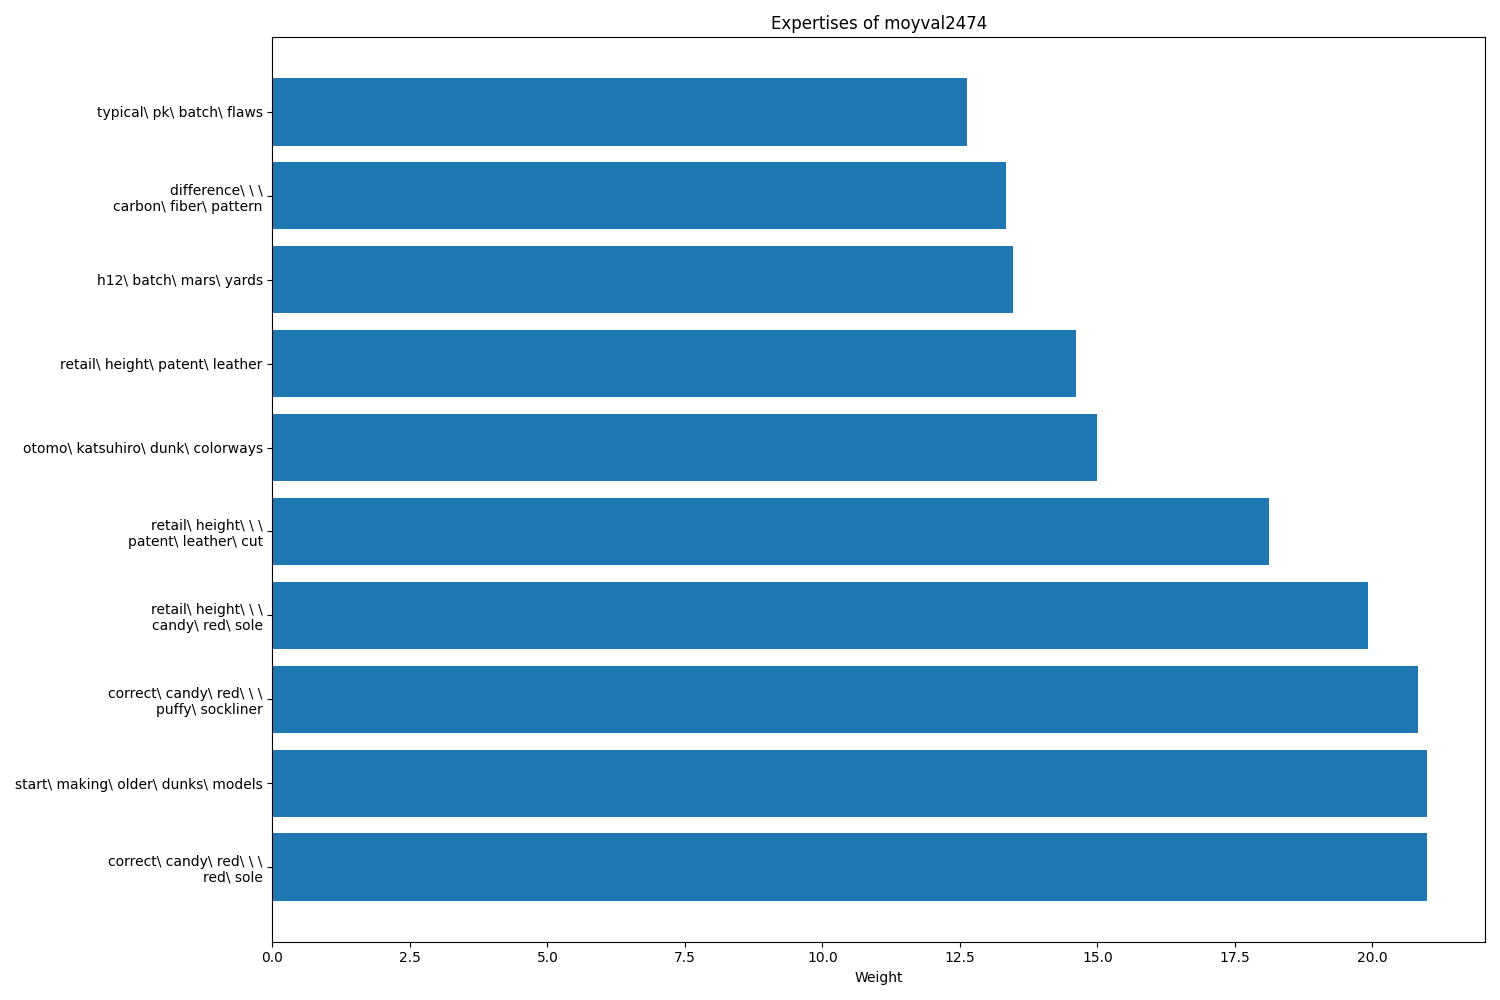 Expertises of moyval2474
typical\ pk\ batch\ flaws
difference\ \ \
carbon\ fiber\ pattern
h12\ batch\ mars\ yards
retail\ height\ patent\ leather
otomo\ katsuhiro\ dunk\ colorways
retail\ height\ \ \
patent\ leather\ cut
retail\ height\ \ \
candy\ red\ sole
correct\ candy\ red\ \ \
puffy\ sockliner
start\ making\ older\ dunks\ models
correct\ candy\ red\ \ \
red\ sole
0.0 2.5 5.0 7.5 10.0 12.5 15.0 17.5 20.0
Weight